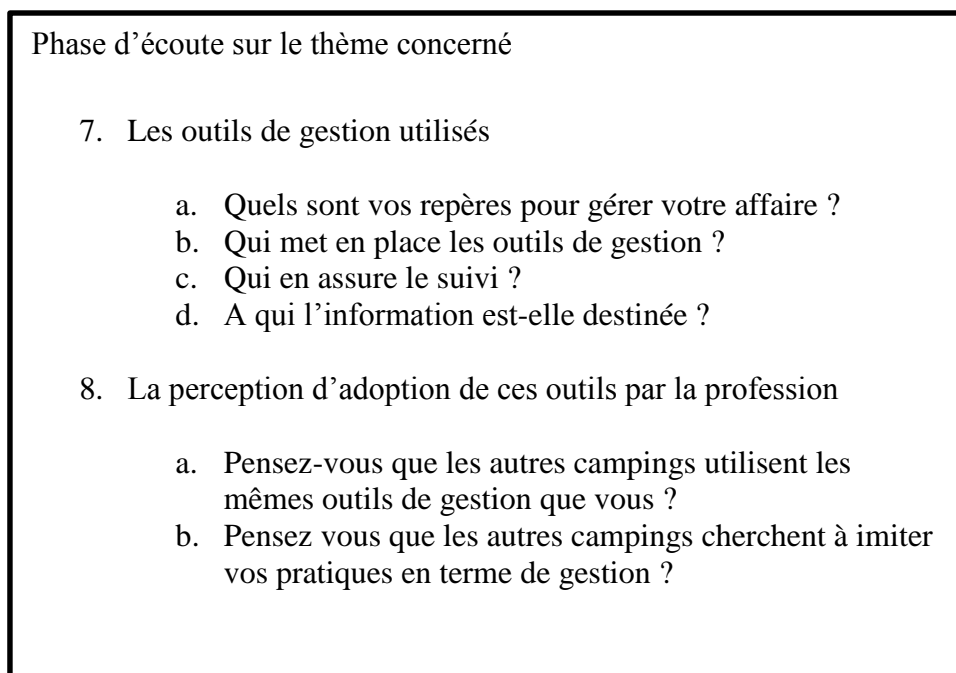 Phase d’écoute sur le thème concerné
7. Les outils de gestion utilisés
a. Quels sont vos repères pour gérer votre affaire ?
b. Qui met en place les outils de gestion ?
c. Qui en assure le suivi ?
d. A qui l’information est-elle destinée ?
8. La perception d’adoption de ces outils par la profession
a. Pensez-vous que les autres campings utilisent les
mêmes outils de gestion que vous ?
b. Pensez vous que les autres campings cherchent à imiter
vos pratiques en terme de gestion ?